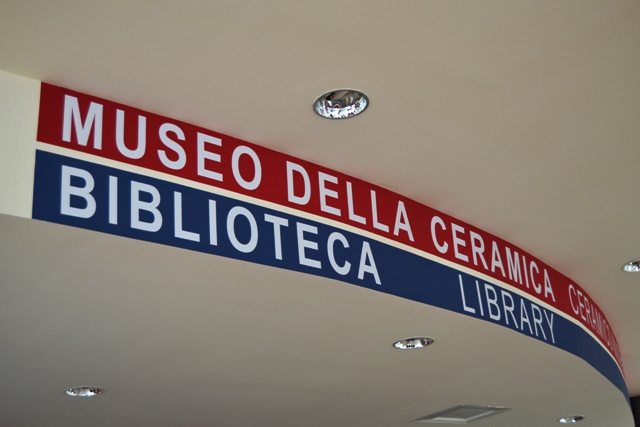 MUSEO DELLA CERAMICA
BIBLIOTECA LIBRARY